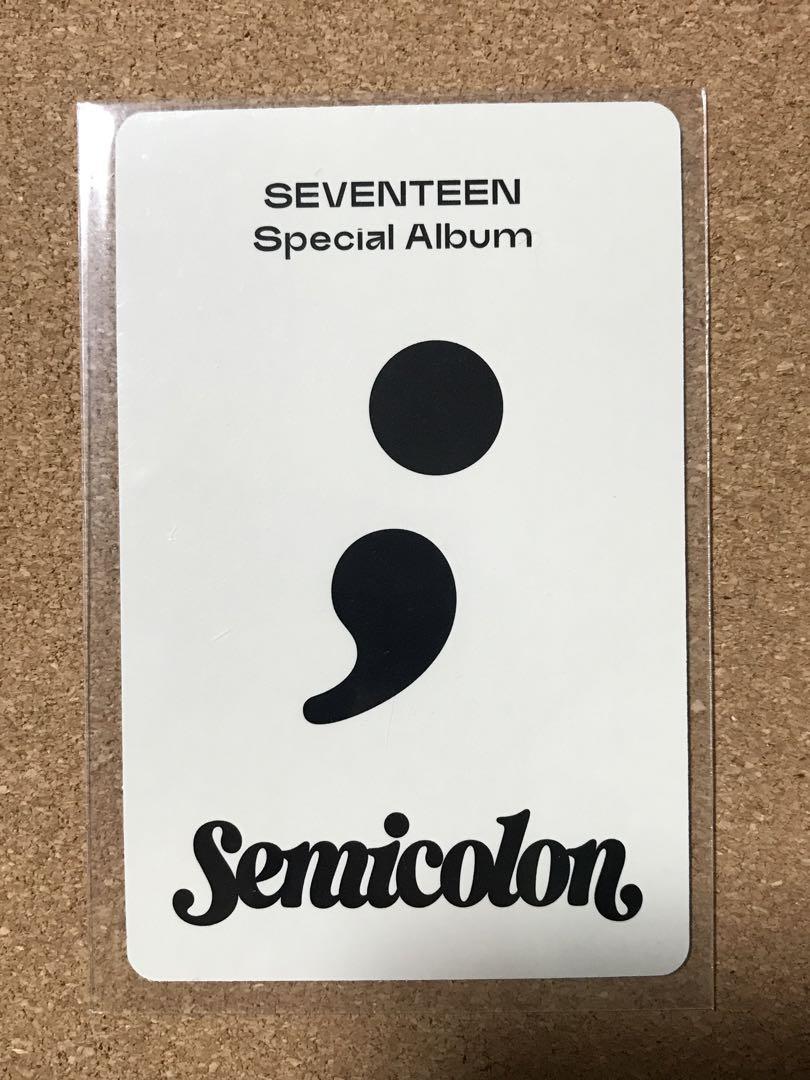 SEVENTEEN
Special Album
;
Semicolon